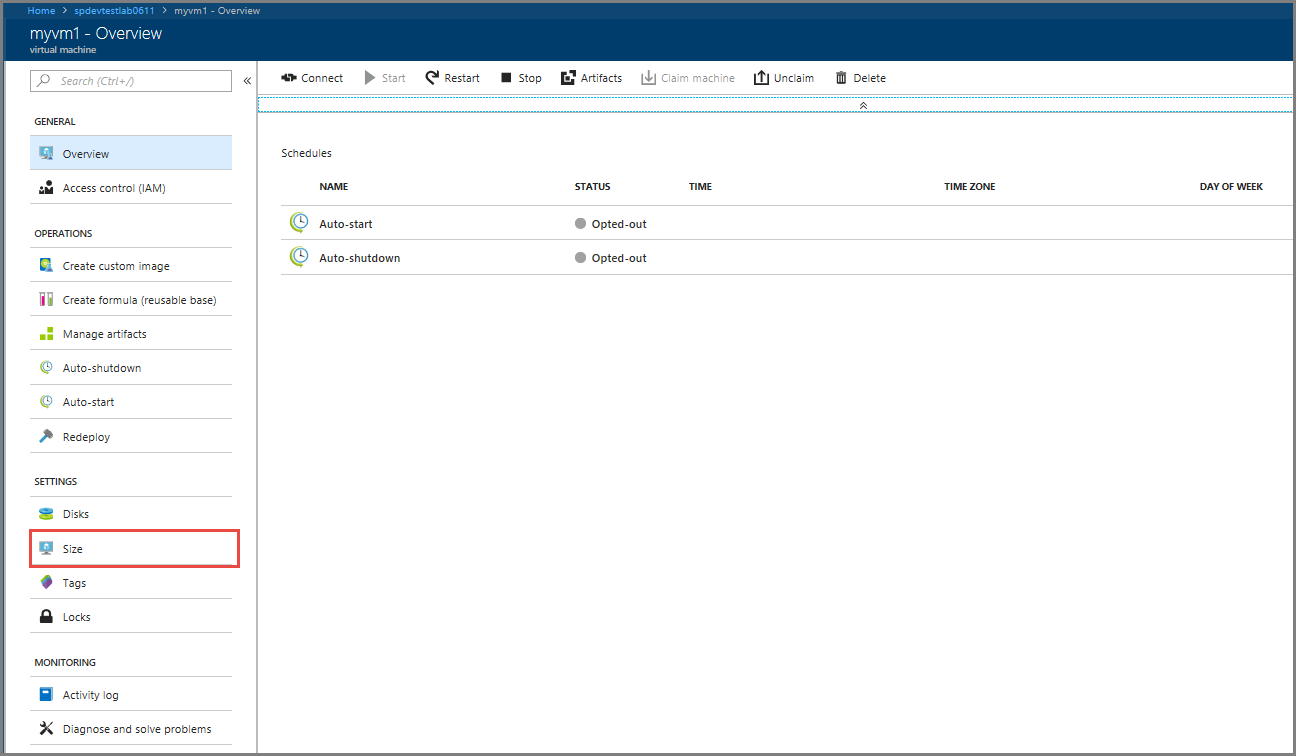 Home > spdevtestlab0611 > myvm1 - Overview
myvm1 - Overview
virtual machine
Search (Ctrl+/)
«
GENERAL
Overview
Access control (IAM)
OPERATIONS
Create custom image
Create formula (reusable base)
Manage artifacts
Auto-shutdown
Auto-start
Redeploy
SETTINGS
Disks
Size
Tags
Locks
MONITORING
Activity log
Diagnose and solve problems
Connect Start Restart Stop Artifacts Claim machine Unclaim Delete
Schedules
NAME STATUS TIME TIME ZONE DAY OF WEEK
Auto-start Opted-out
Auto-shutdown Opted-out